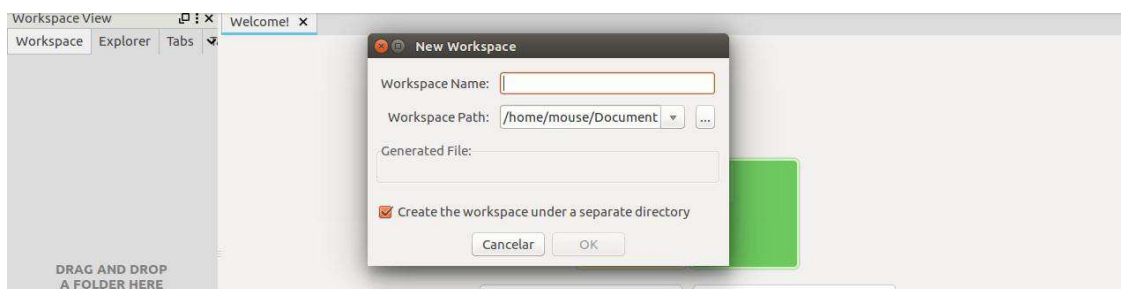 Workspace View
Welcome!
Workspace Explorer Tabs
New Workspace
Workspace Name:
Workspace Path: /home/mouse/Document ...
Generated File:
Create the workspace under a separate directory
Cancelar OK
DRAG AND DROP
A FOLDER HERE